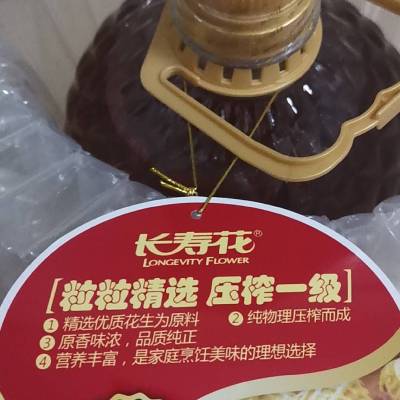 长寿花®
LONGEVITY FLOWER
[粒粒精选 压榨一级]
① 精选优质花生为原料 ② 纯物理压榨而成
③ 原香味浓，品质纯正
④ 营养丰富，是家庭烹饪美味的理想选择